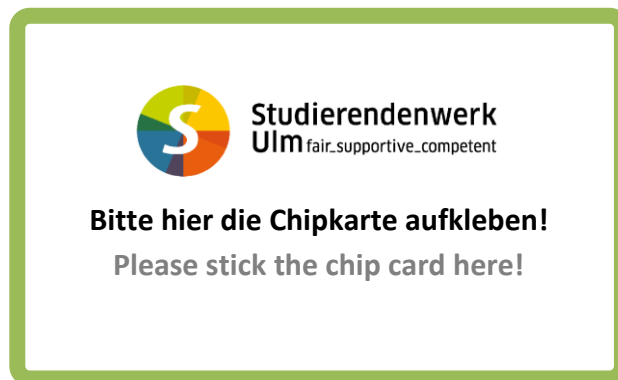 S
Studierendenwerk
Ulm fair_supportive_competent
Bitte hier die Chipkarte aufkleben!
Please stick the chip card here!